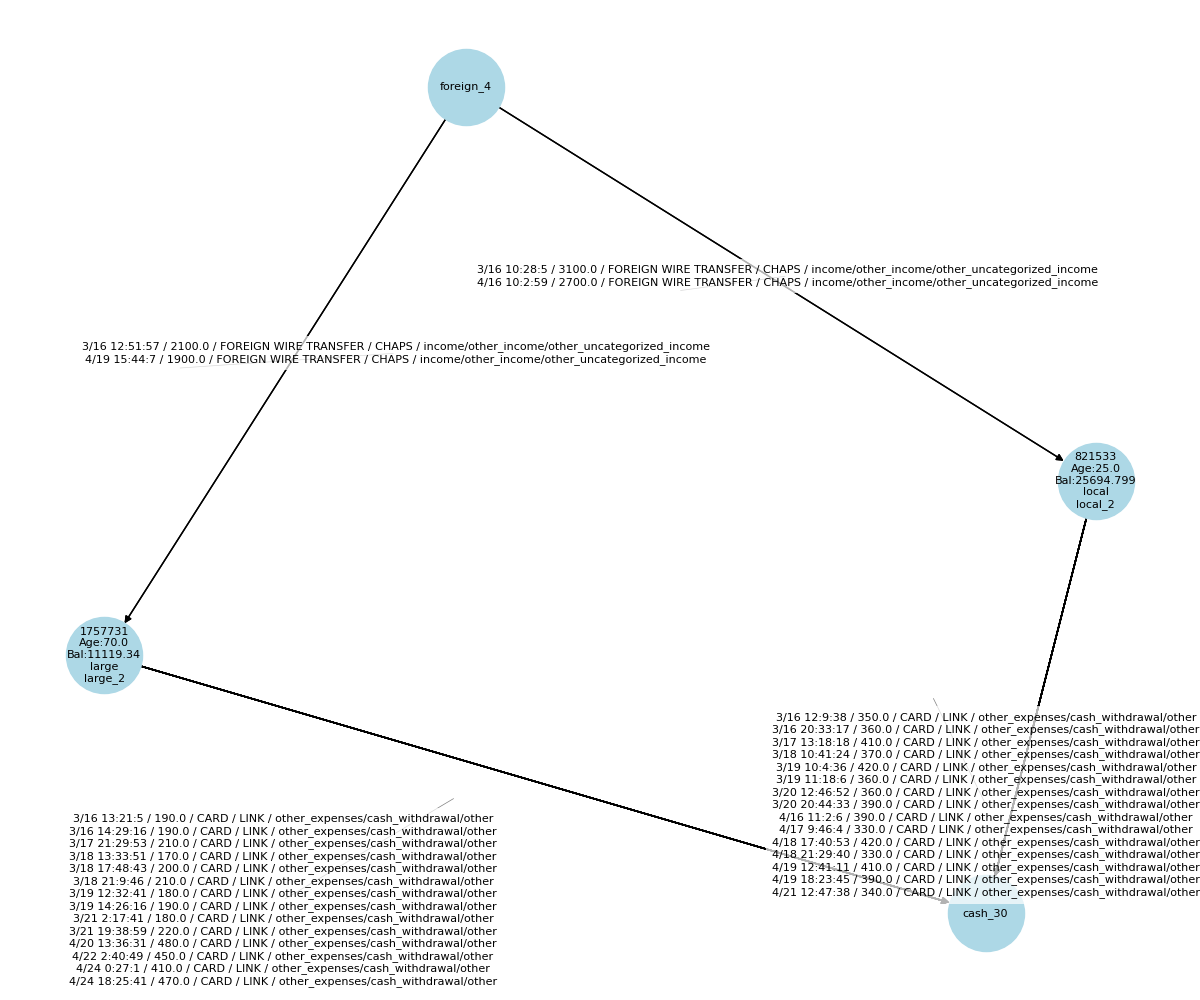 foreign_4
3/16 10:28:5 / 3100.0 / FOREIGN WIRE TRANSFER / CHAPS / income/other_income/other_uncategorized_income
4/16 10:2:59 / 2700.0 / FOREIGN WIRE TRANSFER / CHAPS / income/other_income/other_uncategorized_income
3/16 12:51:57 / 2100.0 / FOREIGN WIRE TRANSFER / CHAPS / income/other_income/other_uncategorized_income
4/19 15:44:7 / 1900.0 / FOREIGN WIRE TRANSFER / CHAPS / income/other_income/other_uncategorized_income
821533
Age:25.0
Bal:25694.799
local
local_2
1757731
Age:70.0
Bal:11119.34
large
large_2
3/16 12:9:38 / 350.0 / CARD / LINK / other_expenses/cash_withdrawal/other
3/16 20:33:17 / 360.0 / CARD / LINK / other_expenses/cash_withdrawal/other
3/17 13:18:18 / 410.0 / CARD / LINK / other_expenses/cash_withdrawal/other
3/18 10:41:24 / 370.0 / CARD / LINK / other_expenses/cash_withdrawal/other
3/19 10:4:36 / 420.0 / CARD / LINK / other_expenses/cash_withdrawal/other
3/19 11:18:6 / 360.0 / CARD / LINK / other_expenses/cash_withdrawal/other
3/20 12:46:52 / 360.0 / CARD / LINK / other_expenses/cash_withdrawal/other
3/20 20:44:33 / 390.0 / CARD / LINK / other_expenses/cash_withdrawal/other
4/16 11:2:6 / 390.0 / CARD / LINK / other_expenses/cash_withdrawal/other
4/17 9:46:4 / 330.0 / CARD / LINK / other_expenses/cash_withdrawal/other
4/18 17:40:53 / 420.0 / CARD / LINK / other_expenses/cash_withdrawal/other
4/18 21:29:40 / 330.0 / CARD / LINK / other_expenses/cash_withdrawal/other
4/19 12:41:11 / 410.0 / CARD / LINK / other_expenses/cash_withdrawal/other
4/19 18:23:45 / 390.0 / CARD / LINK / other_expenses/cash_withdrawal/other
4/21 12:47:38 / 340.0 / CARD / LINK / other_expenses/cash_withdrawal/other
3/16 13:21:5 / 190.0 / CARD / LINK / other_expenses/cash_withdrawal/other
3/16 14:29:16 / 190.0 / CARD / LINK / other_expenses/cash_withdrawal/other
3/17 21:29:53 / 210.0 / CARD / LINK / other_expenses/cash_withdrawal/other
3/18 13:33:51 / 170.0 / CARD / LINK / other_expenses/cash_withdrawal/other
3/18 17:48:43 / 200.0 / CARD / LINK / other_expenses/cash_withdrawal/other
3/18 21:9:46 / 210.0 / CARD / LINK / other_expenses/cash_withdrawal/other
3/19 12:32:41 / 180.0 / CARD / LINK / other_expenses/cash_withdrawal/other
3/19 14:26:16 / 190.0 / CARD / LINK / other_expenses/cash_withdrawal/other
3/21 2:17:41 / 180.0 / CARD / LINK / other_expenses/cash_withdrawal/other
3/21 19:38:59 / 220.0 / CARD / LINK / other_expenses/cash_withdrawal/other
4/20 13:36:31 / 480.0 / CARD / LINK / other_expenses/cash_withdrawal/other
4/22 2:40:49 / 450.0 / CARD / LINK / other_expenses/cash_withdrawal/other
4/24 0:27:1 / 410.0 / CARD / LINK / other_expenses/cash_withdrawal/other
4/24 18:25:41 / 470.0 / CARD / LINK / other_expenses/cash_withdrawal/other
cash_30